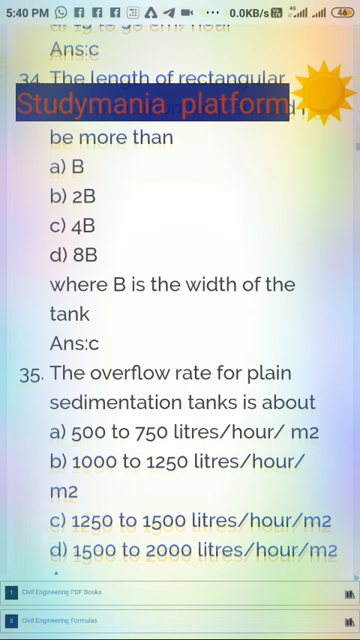 5:40 PM ... 0.0KB/s 4G 46
Ans:c
34. The length of rectangular
Studymania platform
be more than
a) B
b) 2B
c) 4B
d) 8B
where B is the width of the
tank
Ans:c
35. The overflow rate for plain
sedimentation tanks is about
a) 500 to 750 litres/hour/ m2
b) 1000 to 1250 litres/hour/
m2
c) 1250 to 1500 litres/hour/m2
d) 1500 to 2000 litres/hour/m2
1 Civil Engineering PDF Books
2 Civil Engineering Formulas